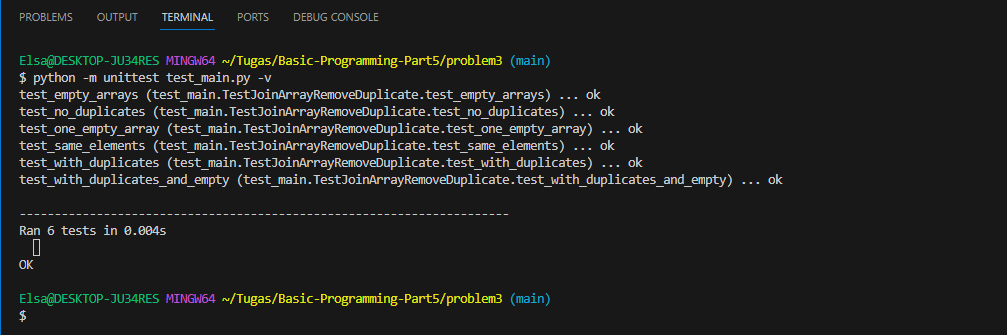 PROBLEMS OUTPUT TERMINAL PORTS DEBUG CONSOLE
Elsa@DESKTOP-JU34RES MINGW64 ~/Tugas/Basic-Programming-Part5/problem3 (main)
$ python -m unittest test_main.py -v
test_empty_arrays (test_main.TestJoinArrayRemoveDuplicate.test_empty_arrays) ... ok
test_no_duplicates (test_main.TestJoinArrayRemoveDuplicate.test_no_duplicates) ... ok
test_one_empty_array (test_main.TestJoinArrayRemoveDuplicate.test_one_empty_array) ... ok
test_same_elements (test_main.TestJoinArrayRemoveDuplicate.test_same_elements) ... ok
test_with_duplicates (test_main.TestJoinArrayRemoveDuplicate.test_with_duplicates) ... ok
test_with_duplicates_and_empty (test_main.TestJoinArrayRemoveDuplicate.test_with_duplicates_and_empty) ... ok
----------------------------------------------------------------------
Ran 6 tests in 0.004s
OK
Elsa@DESKTOP-JU34RES MINGW64 ~/Tugas/Basic-Programming-Part5/problem3 (main)
$